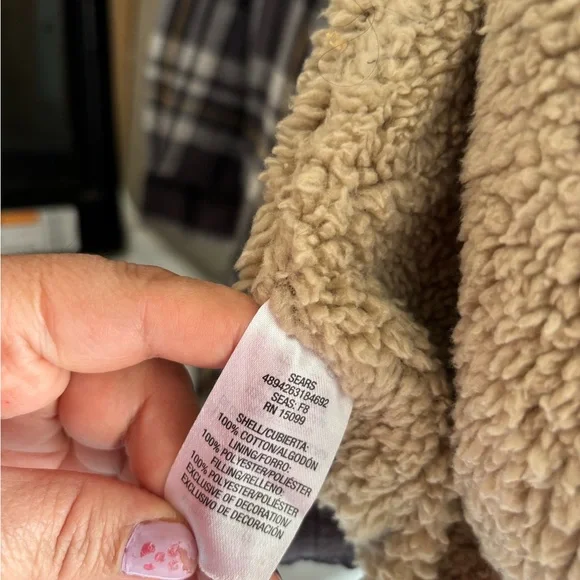 SEARS
4894263184692
SEAS: F8
RN 15099
SHELL/CUBIERTA:
100% COTTON/ALGODÓN
LINING/FORRO:
100% POLYESTER/POLIÉSTER
FILLING/RELLENO:
100% POLYESTER/POLIÉSTER
EXCLUSIVE OF DECORATION/
EXCLUSIVO DE DECORACIÓN